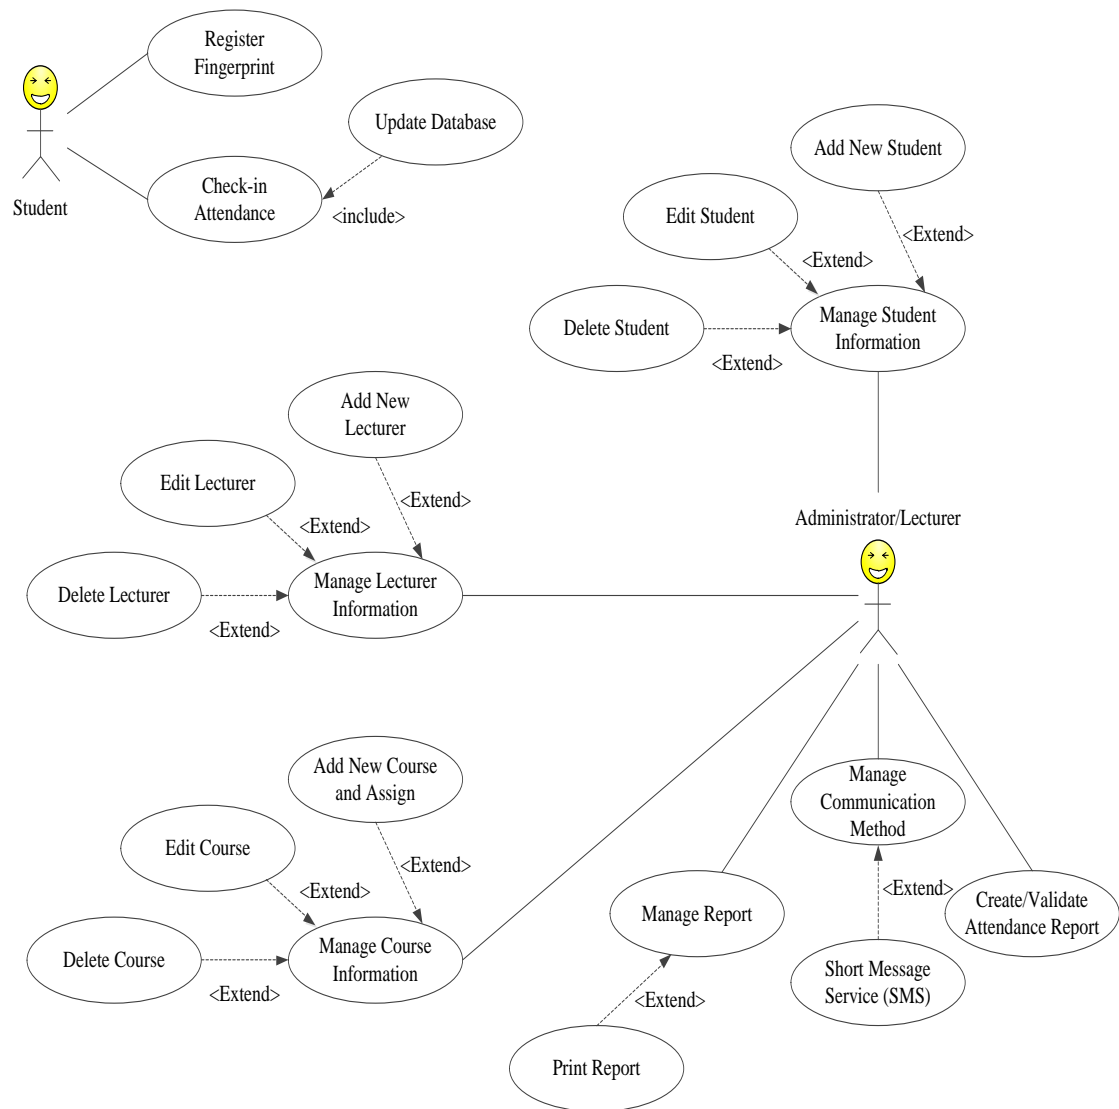 Register
Fingerprint
Update Database
Check-in
Attendance
<include>
Student
Add New Student
Edit Student
<Extend>
<Extend>
Delete Student
<Extend>
Manage Student
Information
Add New
Lecturer
Edit Lecturer
<Extend>
<Extend>
Delete Lecturer
<Extend>
Manage Lecturer
Information
Administrator/Lecturer
Add New Course
and Assign
Edit Course
<Extend>
<Extend>
Delete Course
<Extend>
Manage Course
Information
Manage Report
<Extend>
Print Report
Manage
Communication
Method
<Extend>
Short Message
Service (SMS)
Create/Validate
Attendance Report